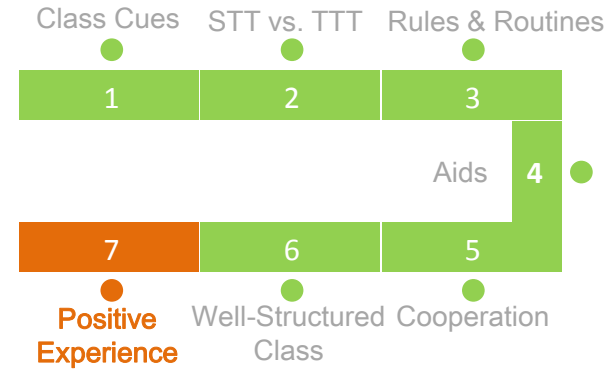 Class Cues STT vs. TTT Rules & Routines
1 2 3
Aids 4
7 6 5
Positive Experience
Well-Structured Class
Cooperation